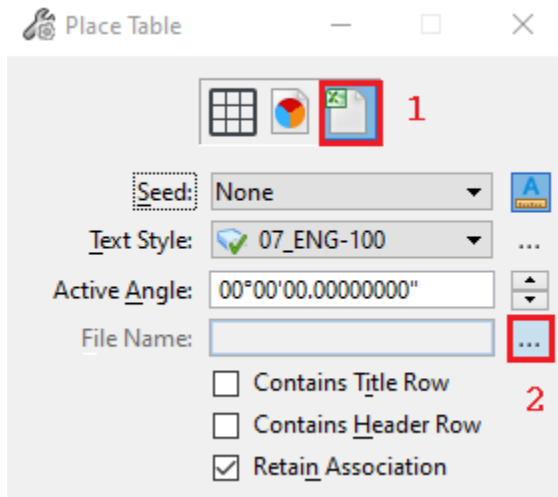 Place Table
1
Seed: None
Text Style: 07_ENG-100 ...
Active Angle: 00°00'00.00000000"
File Name: ...
2
Contains Title Row
Contains Header Row
Retain Association